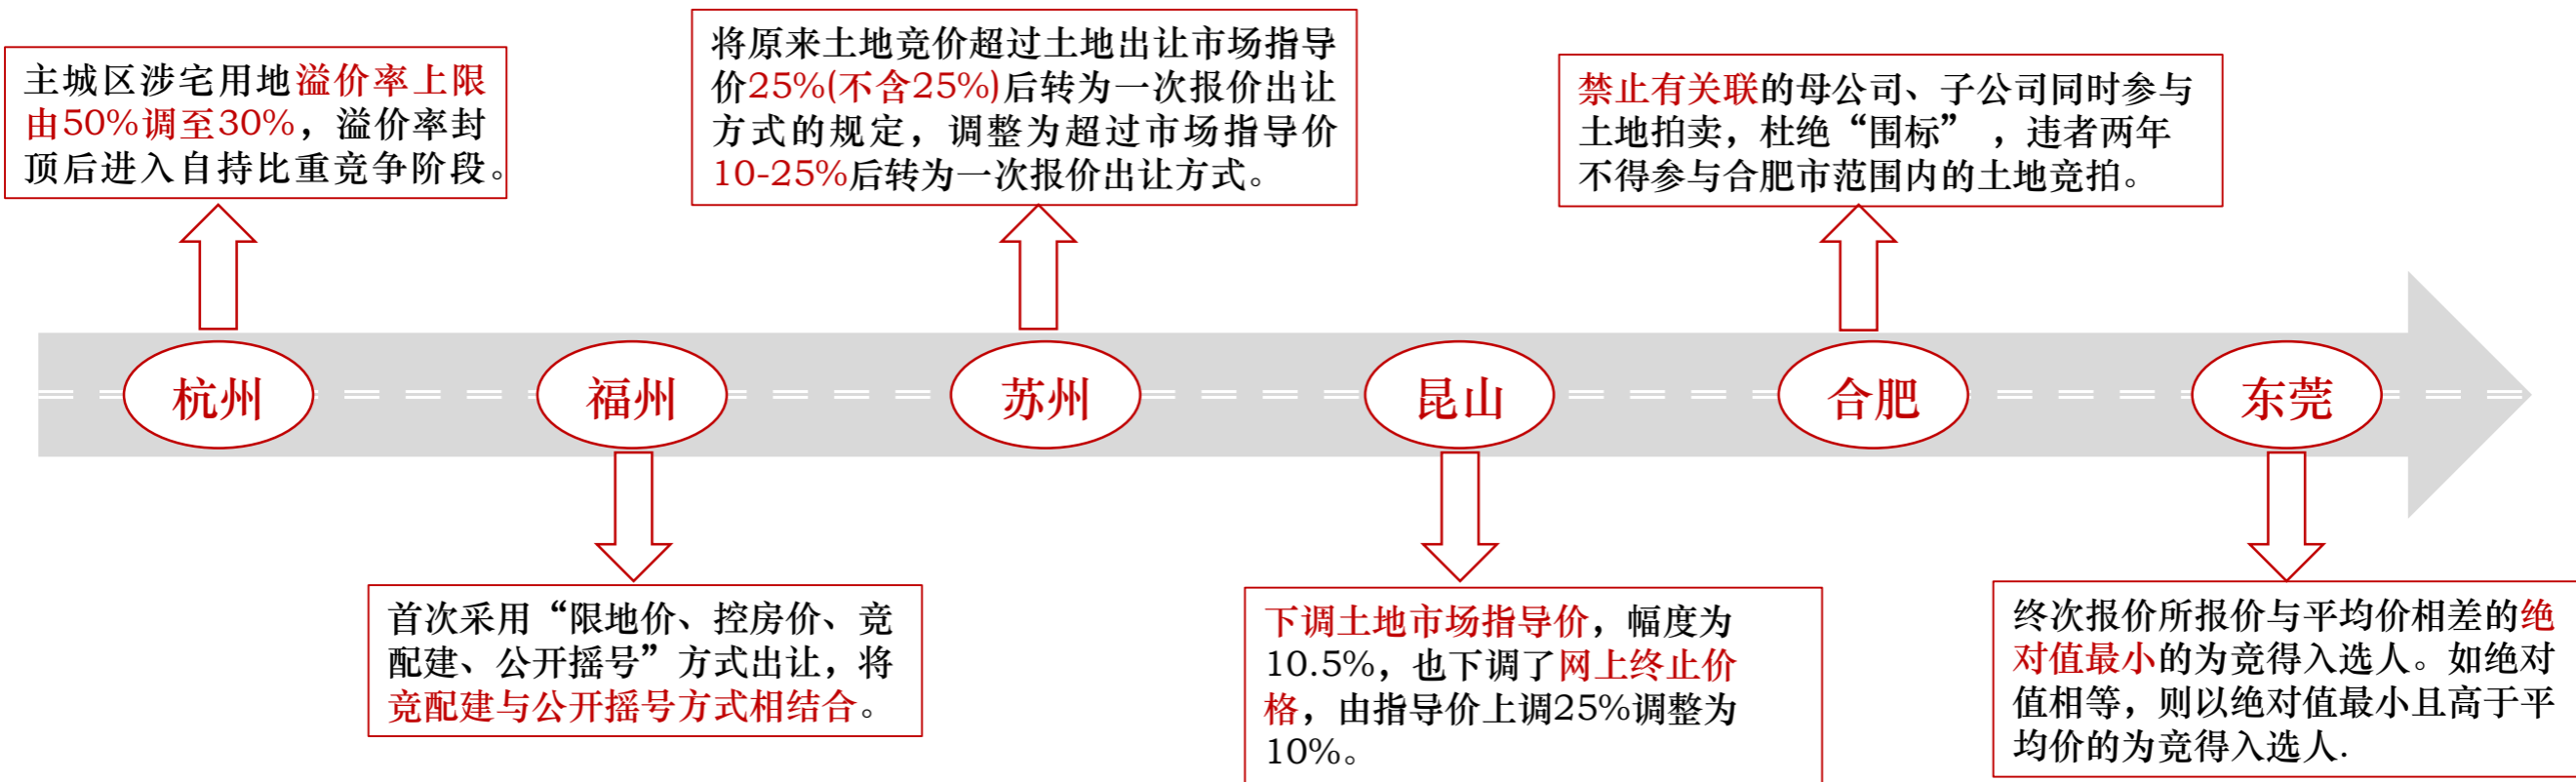 主城区涉宅用地溢价率上限
由50%调至30%，溢价率封
顶后进入自持比重竞争阶段。
将原来土地竞价超过土地出让市场指导
价25%(不含25%)后转为一次报价出让
方式的规定，调整为超过市场指导价
10-25%后转为一次报价出让方式。
禁止有关联的母公司、子公司同时参与
土地拍卖，杜绝“围标” ，违者两年
不得参与合肥市范围内的土地竞拍。
杭州
福州
苏州
昆山
合肥
东莞
首次采用“限地价、控房价、竞
配建、公开摇号”方式出让，将
竞配建与公开摇号方式相结合。
下调土地市场指导价，幅度为
10.5%，也下调了网上终止价
格，由指导价上调25%调整为
10%。
终次报价所报价与平均价相差的绝
对值最小的为竞得入选人。如绝对
值相等，则以绝对值最小且高于平
均价的为竞得入选人.